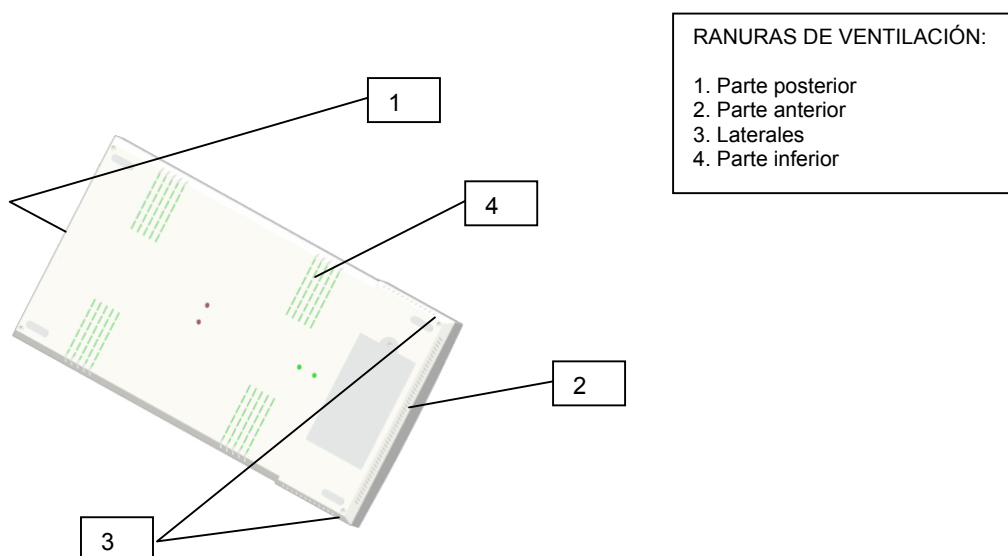 RANURAS DE VENTILACIÓN:
1. Parte posterior
2. Parte anterior
3. Laterales
4. Parte inferior
1
4
2
3